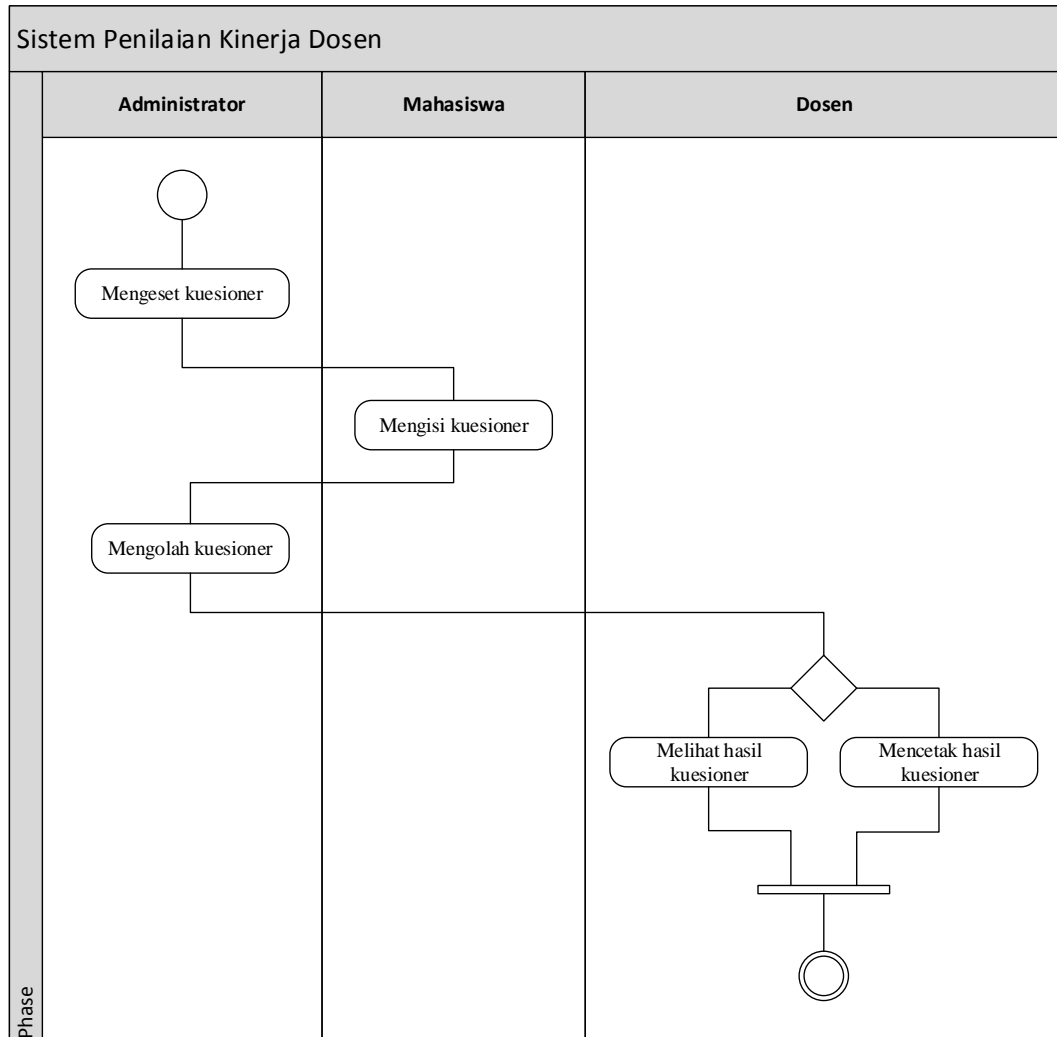 Sistem Penilaian Kinerja Dosen
Administrator
Mahasiswa
Dosen
Mengeset kuesioner
Mengisi kuesioner
Mengolah kuesioner
Melihat hasil
kuesioner
Mencetak hasil
kuesioner
Phase